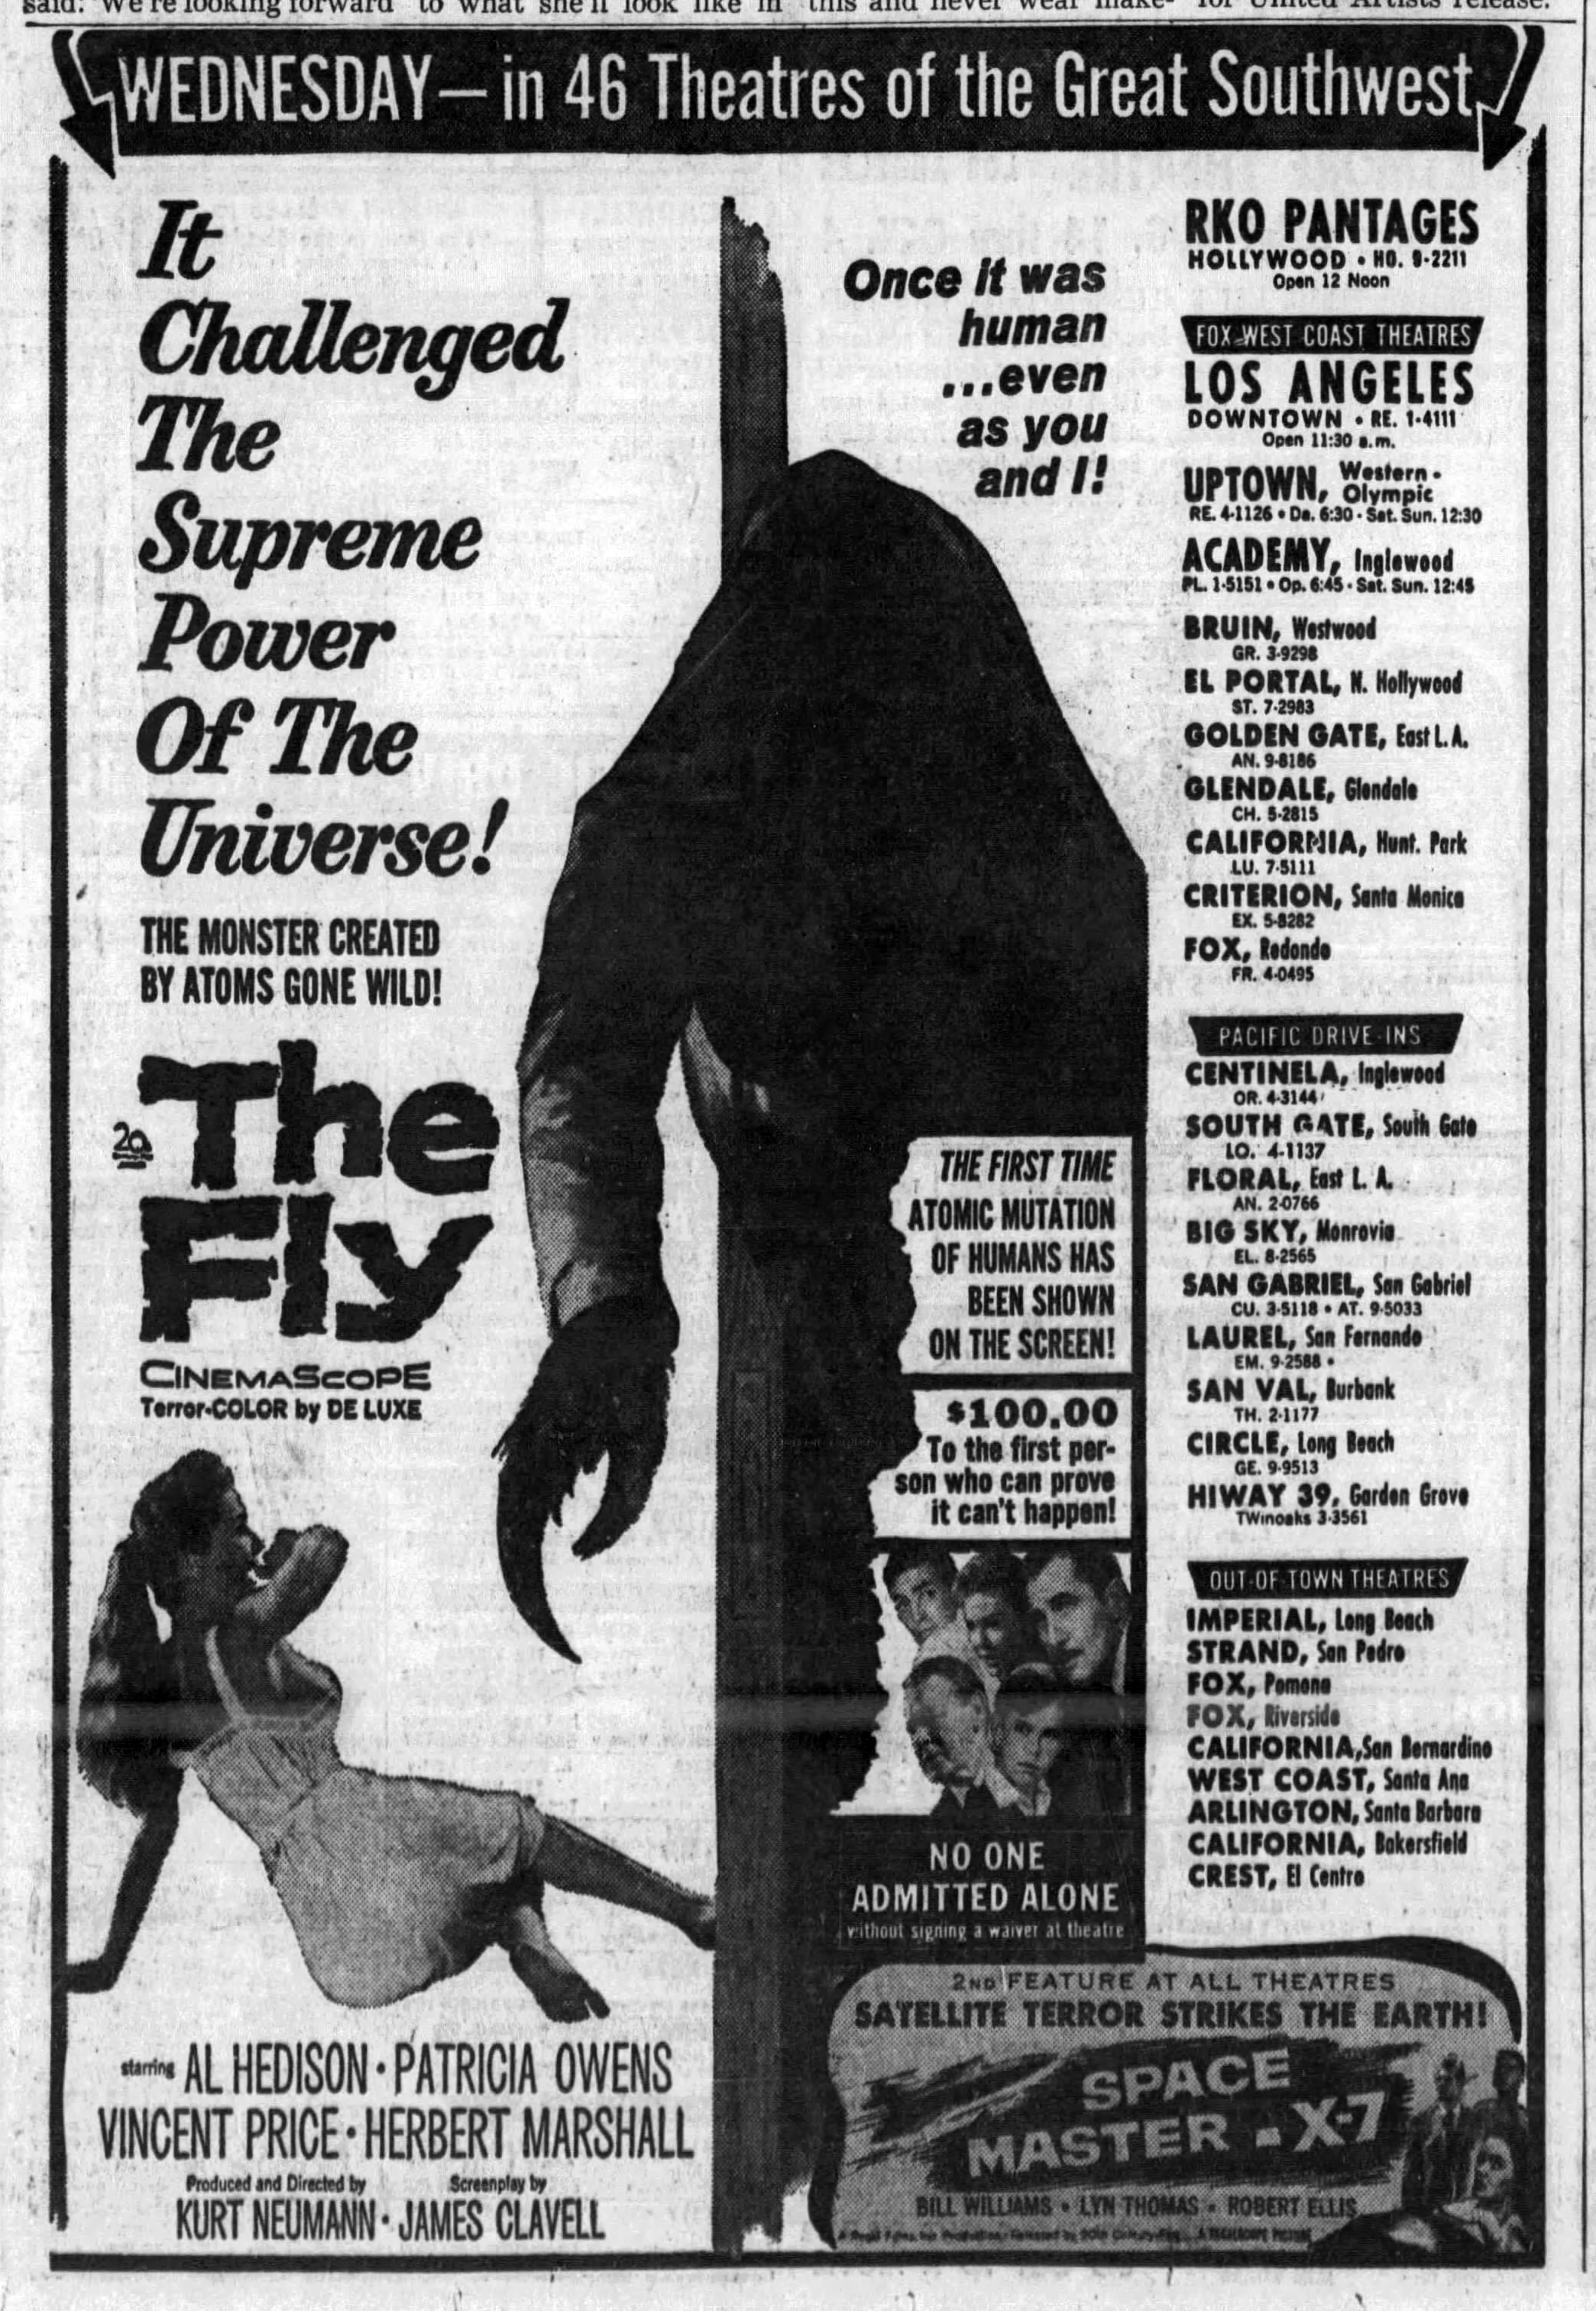 said: "We're looking forward to what she'll look like in this and never wear make- for United Artists release.
WEDNESDAY — in 46 Theatres of the Great Southwest
It
Challenged
The
Supreme
Power
Of The
Universe!
THE MONSTER CREATED
BY ATOMS GONE WILD!
20th
The
Fly
CINEMASCOPE
Terror-COLOR by DE LUXE
Once it was
human
...even
as you
and I!
THE FIRST TIME
ATOMIC MUTATION
OF HUMANS HAS
BEEN SHOWN
ON THE SCREEN!
$100.00
To the first per-
son who can prove
it can't happen!
NO ONE
ADMITTED ALONE
without signing a waiver at theatre
starring AL HEDISON • PATRICIA OWENS
VINCENT PRICE • HERBERT MARSHALL
Produced and Directed by Screenplay by
KURT NEUMANN • JAMES CLAVELL
RKO PANTAGES
HOLLYWOOD • HO. 9-2211
Open 12 Noon
FOX-WEST COAST THEATRES
LOS ANGELES
DOWNTOWN • RE. 1-4111
Open 11:30 a.m.
UPTOWN, Western-
Olympic
RE. 4-1126 • Da. 6:30 - Sat. Sun. 12:30
ACADEMY, Inglewood
PL. 1-5151 • Op. 6:45 - Sat. Sun. 12:45
BRUIN, Westwood
GR. 3-9298
EL PORTAL, N. Hollywood
ST. 7-2983
GOLDEN GATE, East L.A.
AN. 9-8186
GLENDALE, Glendale
CH. 5-2815
CALIFORNIA, Hunt. Park
LU. 7-5111
CRITERION, Santa Monica
EX. 5-8282
FOX, Redondo
FR. 4-0495
PACIFIC DRIVE-INS
CENTINELA, Inglewood
OR. 4-3144
SOUTH GATE, South Gate
LO. 4-1137
FLORAL, East L. A.
AN. 2-0766
BIG SKY, Monrovia
EL. 8-2565
SAN GABRIEL, San Gabriel
CU. 3-5118 • AT. 9-5033
LAUREL, San Fernando
EM. 9-2588
SAN VAL, Burbank
TH. 2-1177
CIRCLE, Long Beach
GE. 9-9513
HIWAY 39, Garden Grove
TWinoaks 3-3561
OUT-OF-TOWN THEATRES
IMPERIAL, Long Beach
STRAND, San Pedro
FOX, Pomona
FOX, Riverside
CALIFORNIA, San Bernardino
WEST COAST, Santa Ana
ARLINGTON, Santa Barbara
CALIFORNIA, Bakersfield
CREST, El Centro
2ND FEATURE AT ALL THEATRES
SATELLITE TERROR STRIKES THE EARTH!
SPACE
MASTER - X-7
BILL WILLIAMS • LYN THOMAS • ROBERT ELLIS
Released by 20th Century-Fox